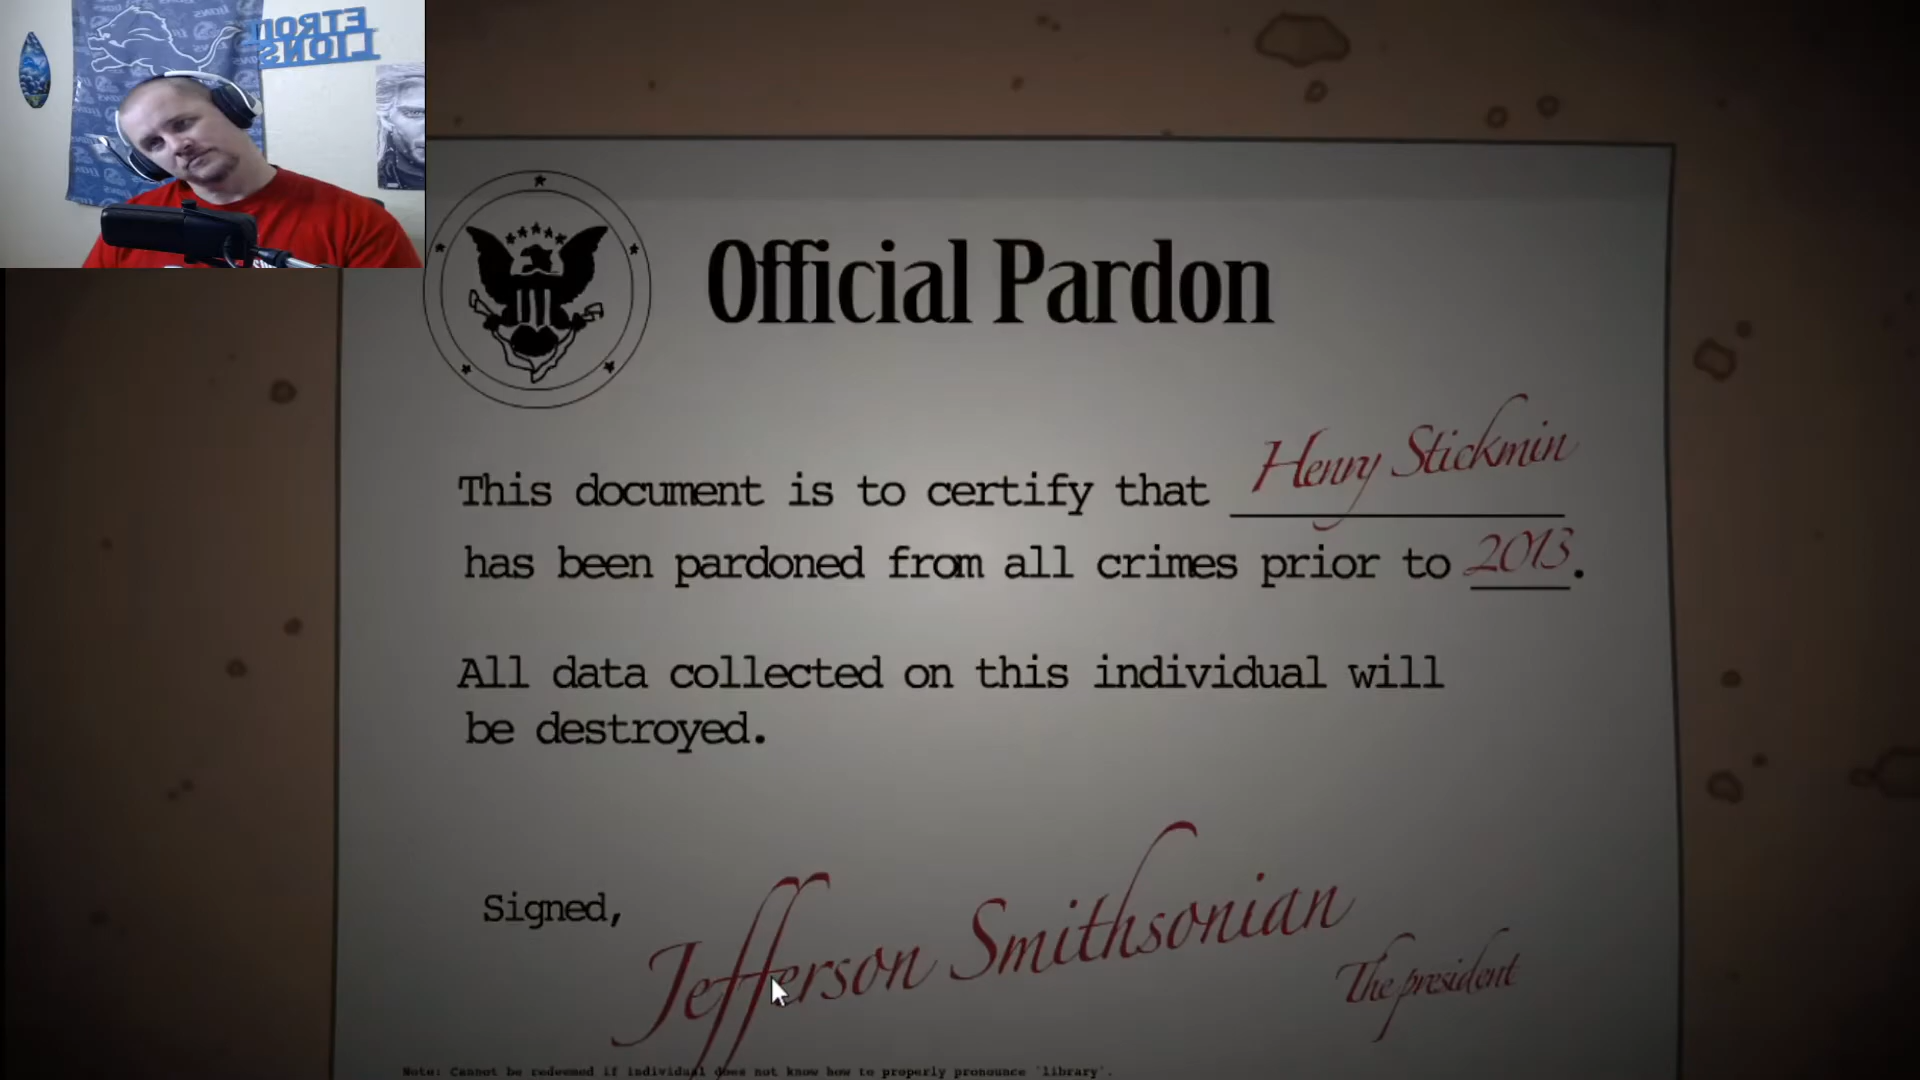 ETROIT
LIONS
Official Pardon
This document is to certify that Henry Stickmin
has been pardoned from all crimes prior to 2013.
All data collected on this individual will
be destroyed.
Signed,
Jefferson Smithsonian
The president
Note: Cannot be redeemed if individual does not know how to properly pronounce 'library'.